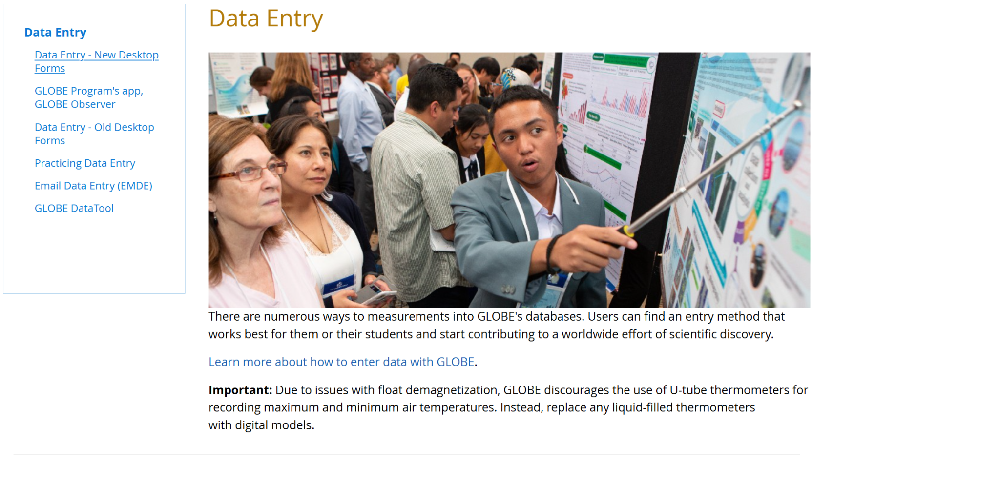 Data Entry
Data Entry - New Desktop
Forms
GLOBE Program's app,
GLOBE Observer
Data Entry - Old Desktop
Forms
Practicing Data Entry
Email Data Entry (EMDE)
GLOBE DataTool
Data Entry
There are numerous ways to measurements into GLOBE's databases. Users can find an entry method that
works best for them or their students and start contributing to a worldwide effort of scientific discovery.
Learn more about how to enter data with GLOBE.
Important: Due to issues with float demagnetization, GLOBE discourages the use of U-tube thermometers for
recording maximum and minimum air temperatures. Instead, replace any liquid-filled thermometers
with digital models.